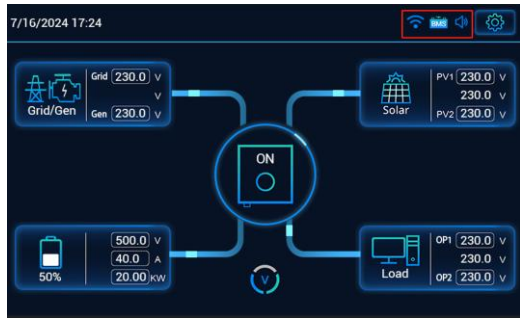 7/16/2024 17:24
BMS
Grid 230.0 V
V
Gen 230.0 V
Grid/Gen
PV1 230.0 V
230.0 V
PV2 230.0 V
Solar
ON
500.0 V
40.0 A
20.00 KW
50%
V
OP1 230.0 V
230.0 V
OP2 230.0 V
Load